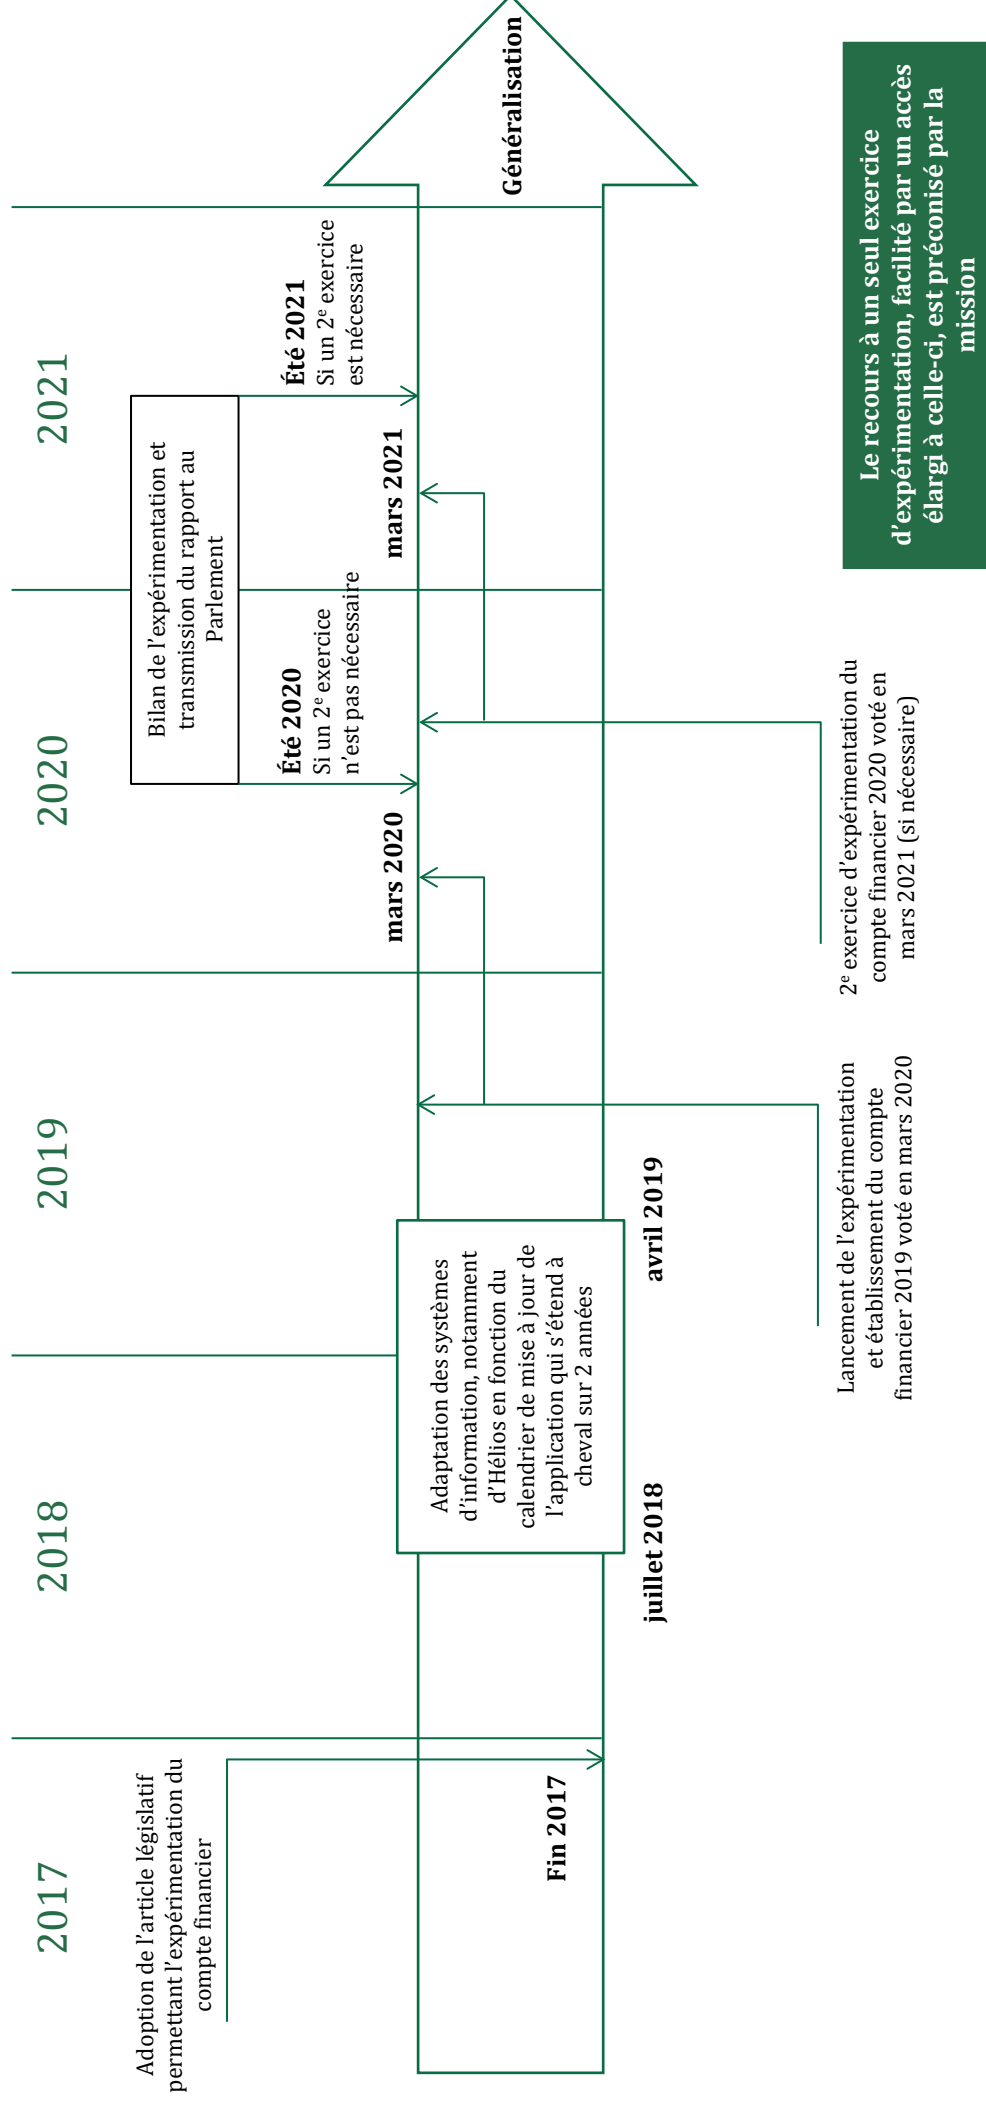 2017
2018
2019
2020
2021
Adoption de l'article législatif
permettant l'expérimentation du
compte financier
Bilan de l'expérimentation et
transmission du rapport au
Parlement
Été 2020
Si un 2e exercice
n'est pas nécessaire
Été 2021
Si un 2e exercice
est nécessaire
mars 2020
mars 2021
Adaptation des systèmes
d'information, notamment
d'Hélios en fonction du
calendrier de mise à jour de
l'application qui s'étend à
cheval sur 2 années
Généralisation
Fin 2017
juillet 2018
avril 2019
Lancement de l'expérimentation
et établissement du compte
financier 2019 voté en mars 2020
2e exercice d'expérimentation du
compte financier 2020 voté en
mars 2021 (si nécessaire)
Le recours à un seul exercice
d'expérimentation, facilité par un accès
élargi à celle-ci, est préconisé par la
mission